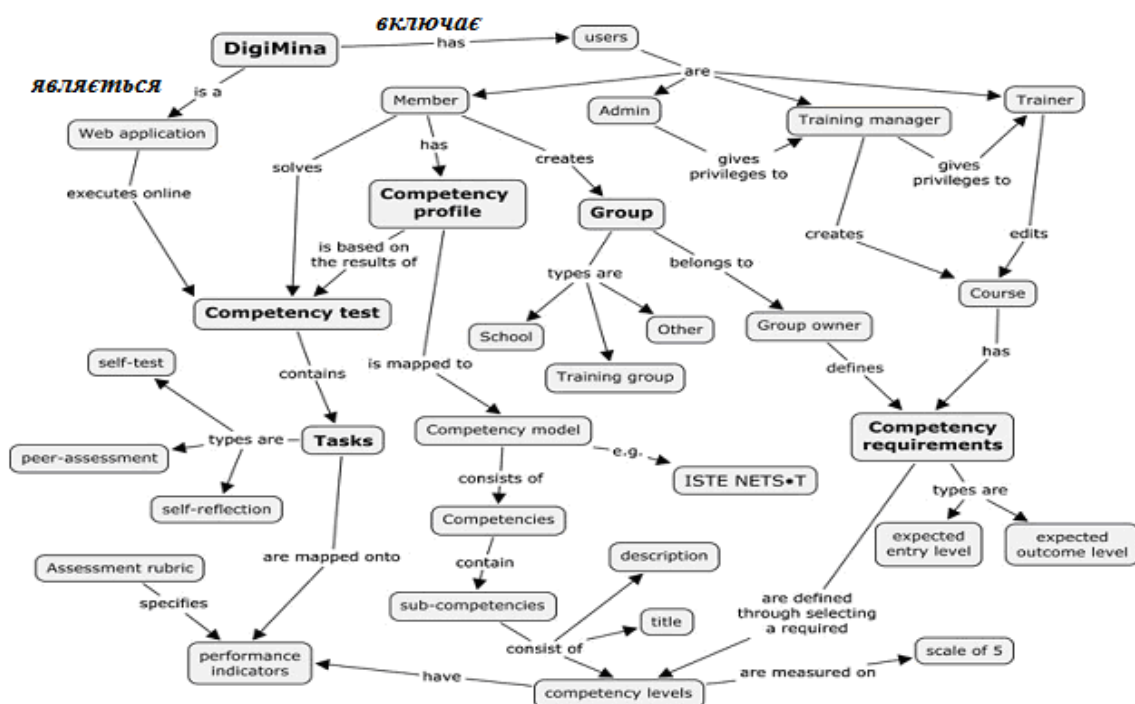 включає
DigiMina
has
users
являється
is a
are
Member
Admin
Training manager
Trainer
Web application
solves
has
creates
gives
privileges to
gives
privileges to
executes online
Competency
profile
Group
is based on
the results of
types are
belongs to
creates
edits
Competency test
School
Other
Training group
Group owner
Course
self-test
contains
is mapped to
defines
has
types are
Tasks
peer-assessment
self-reflection
Competency model
e.g.
ISTE NETS•T
Competency
requirements
consists of
types are
Competencies
expected
entry level
expected
outcome level
Assessment rubric
are mapped onto
contain
description
specifies
sub-competencies
title
are defined
through selecting
a required
consist of
scale of 5
performance
indicators
have
competency levels
are measured on